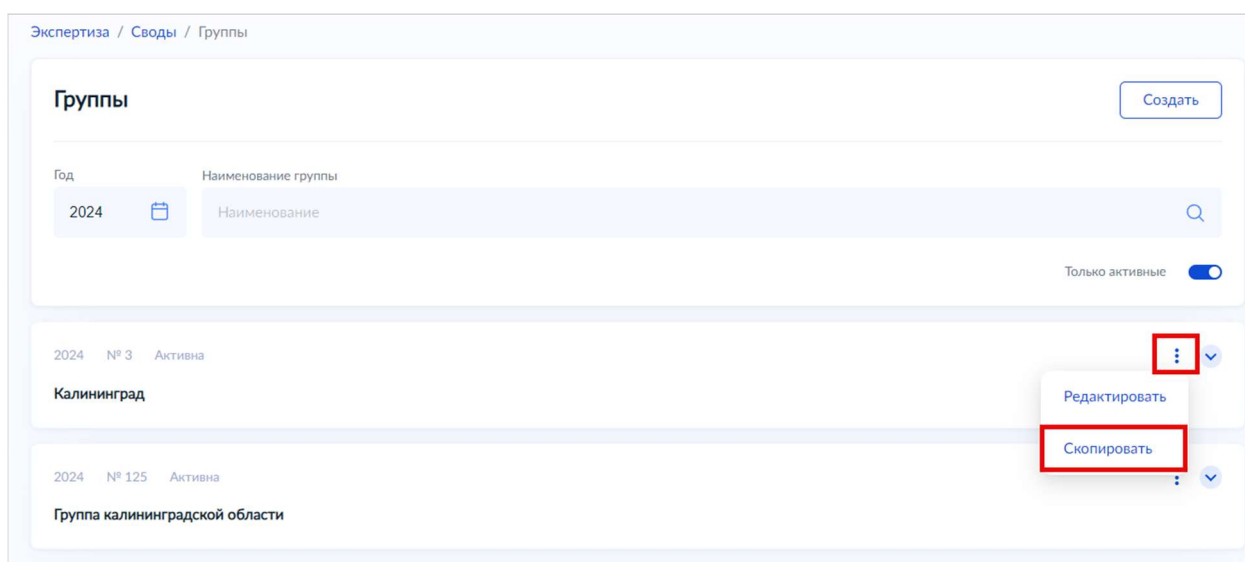 Экспертиза / Своды / Группы
Группы
Создать
Год
Наименование группы
2024
Наименование
Только активные
2024 № 3 Активна
Калининград
Редактировать
Скопировать
2024 № 125 Активна
Группа калининградской области